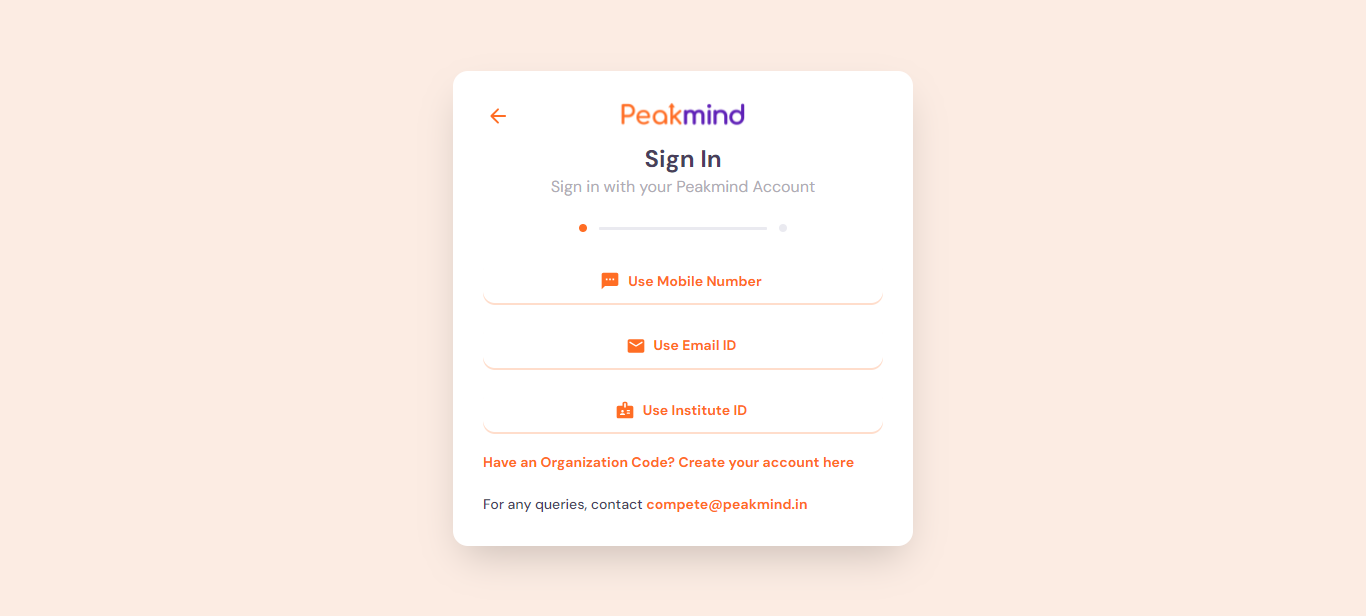 Peakmind
Sign In
Sign in with your Peakmind Account
Use Mobile Number
Use Email ID
Use Institute ID
Have an Organization Code? Create your account here
For any queries, contact compete@peakmind.in